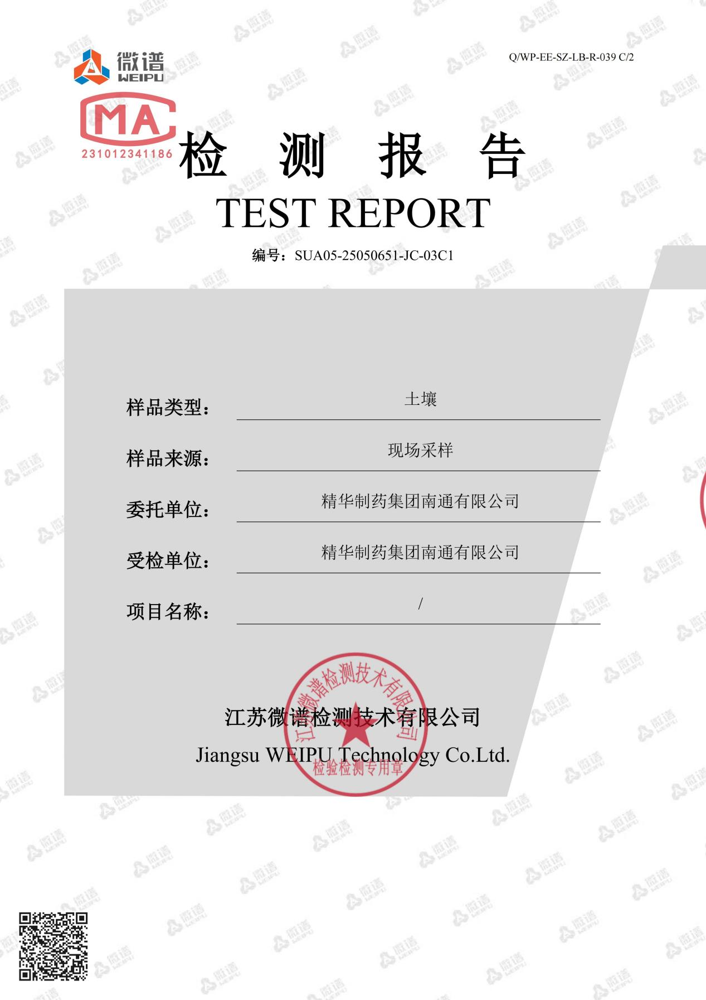 微谱
WEIPU
Q/WP-EE-SZ-LB-R-039 C/2
MA
231012341186
检测报告
TEST REPORT
编号：SUA05-25050651-JC-03C1
样品类型：土壤
样品来源：现场采样
委托单位：精华制药集团南通有限公司
受检单位：精华制药集团南通有限公司
项目名称：/
江苏微谱检测技术有限公司
江苏微谱检测技术有限公司
Jiangsu WEIPU Technology Co.Ltd.
检验检测专用章